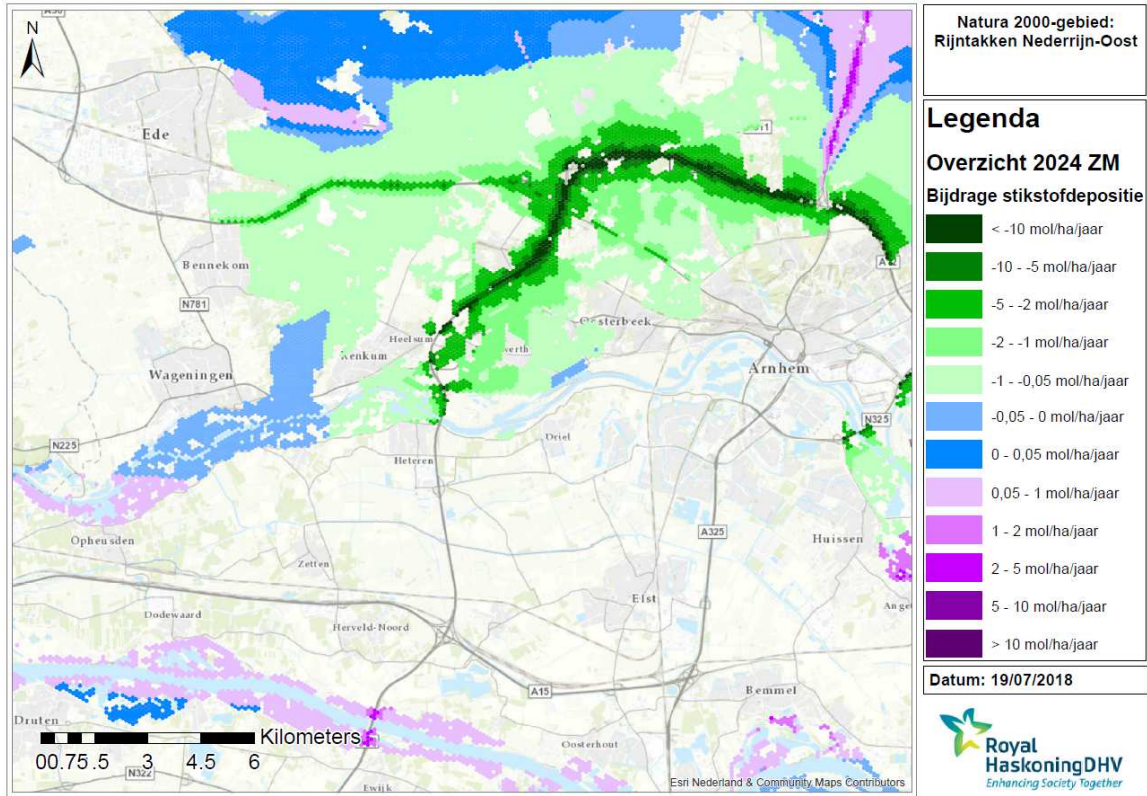 N
A30
Ede
Bennekom
N781
Wageningen
N225
Opheusden
Dodewaard
Druten
Zetten
Herveld-Noord
Heelsum
Renkum
Heteren
Oosterbeek
Driel
Arnhem
A12
N325
A325
Huissen
Elst
A15
Bemmel
Oosterhout
Ewijk
N322
Kilometers
00.75.5 3 4.5 6
Esri Nederland & Community Maps Contributors
Natura 2000-gebied:
Rijntakken Nederrijn-Oost
Legenda
Overzicht 2024 ZM
Bijdrage stikstofdepositie
< -10 mol/ha/jaar
-10 - -5 mol/ha/jaar
-5 - -2 mol/ha/jaar
-2 - -1 mol/ha/jaar
-1 - -0,05 mol/ha/jaar
-0,05 - 0 mol/ha/jaar
0 - 0,05 mol/ha/jaar
0,05 - 1 mol/ha/jaar
1 - 2 mol/ha/jaar
2 - 5 mol/ha/jaar
5 - 10 mol/ha/jaar
> 10 mol/ha/jaar
Datum: 19/07/2018
Royal
HaskoningDHV
Enhancing Society Together